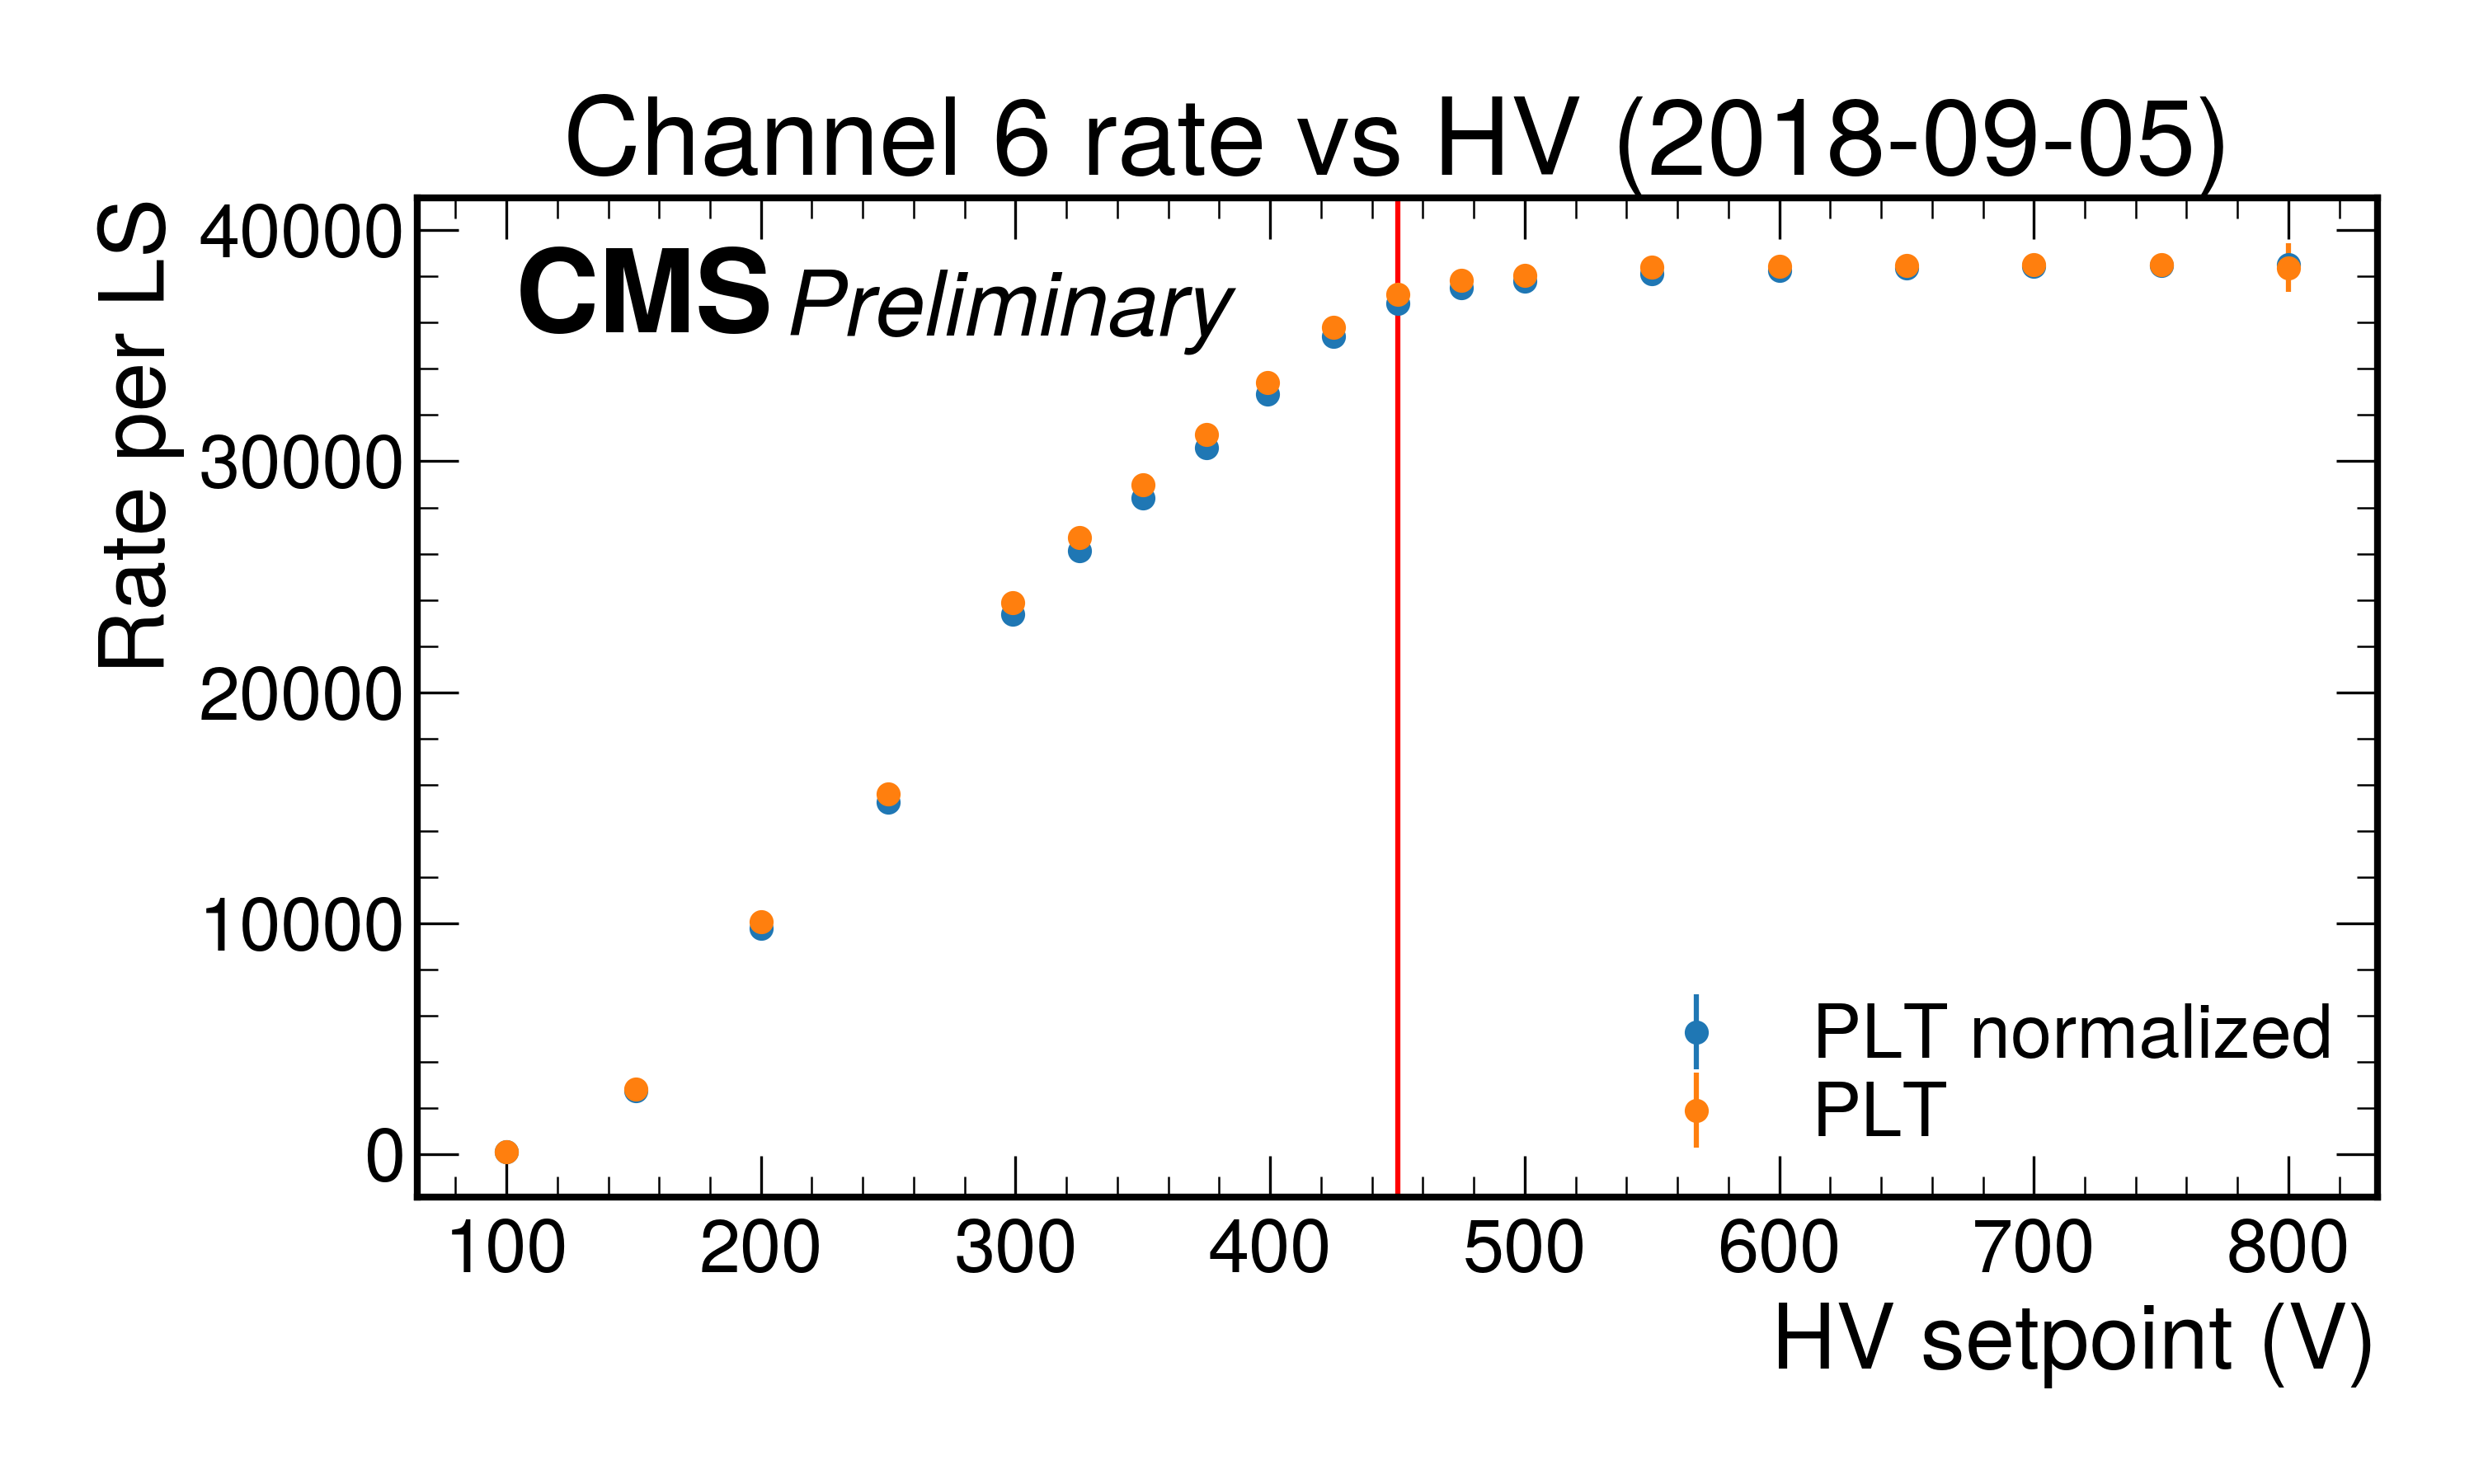 Channel 6 rate vs HV (2018-09-05)
Rate per LS
CMS Preliminary
40000
30000
20000
10000
0
PLT normalized
PLT
100 200 300 400 500 600 700 800
HV setpoint (V)